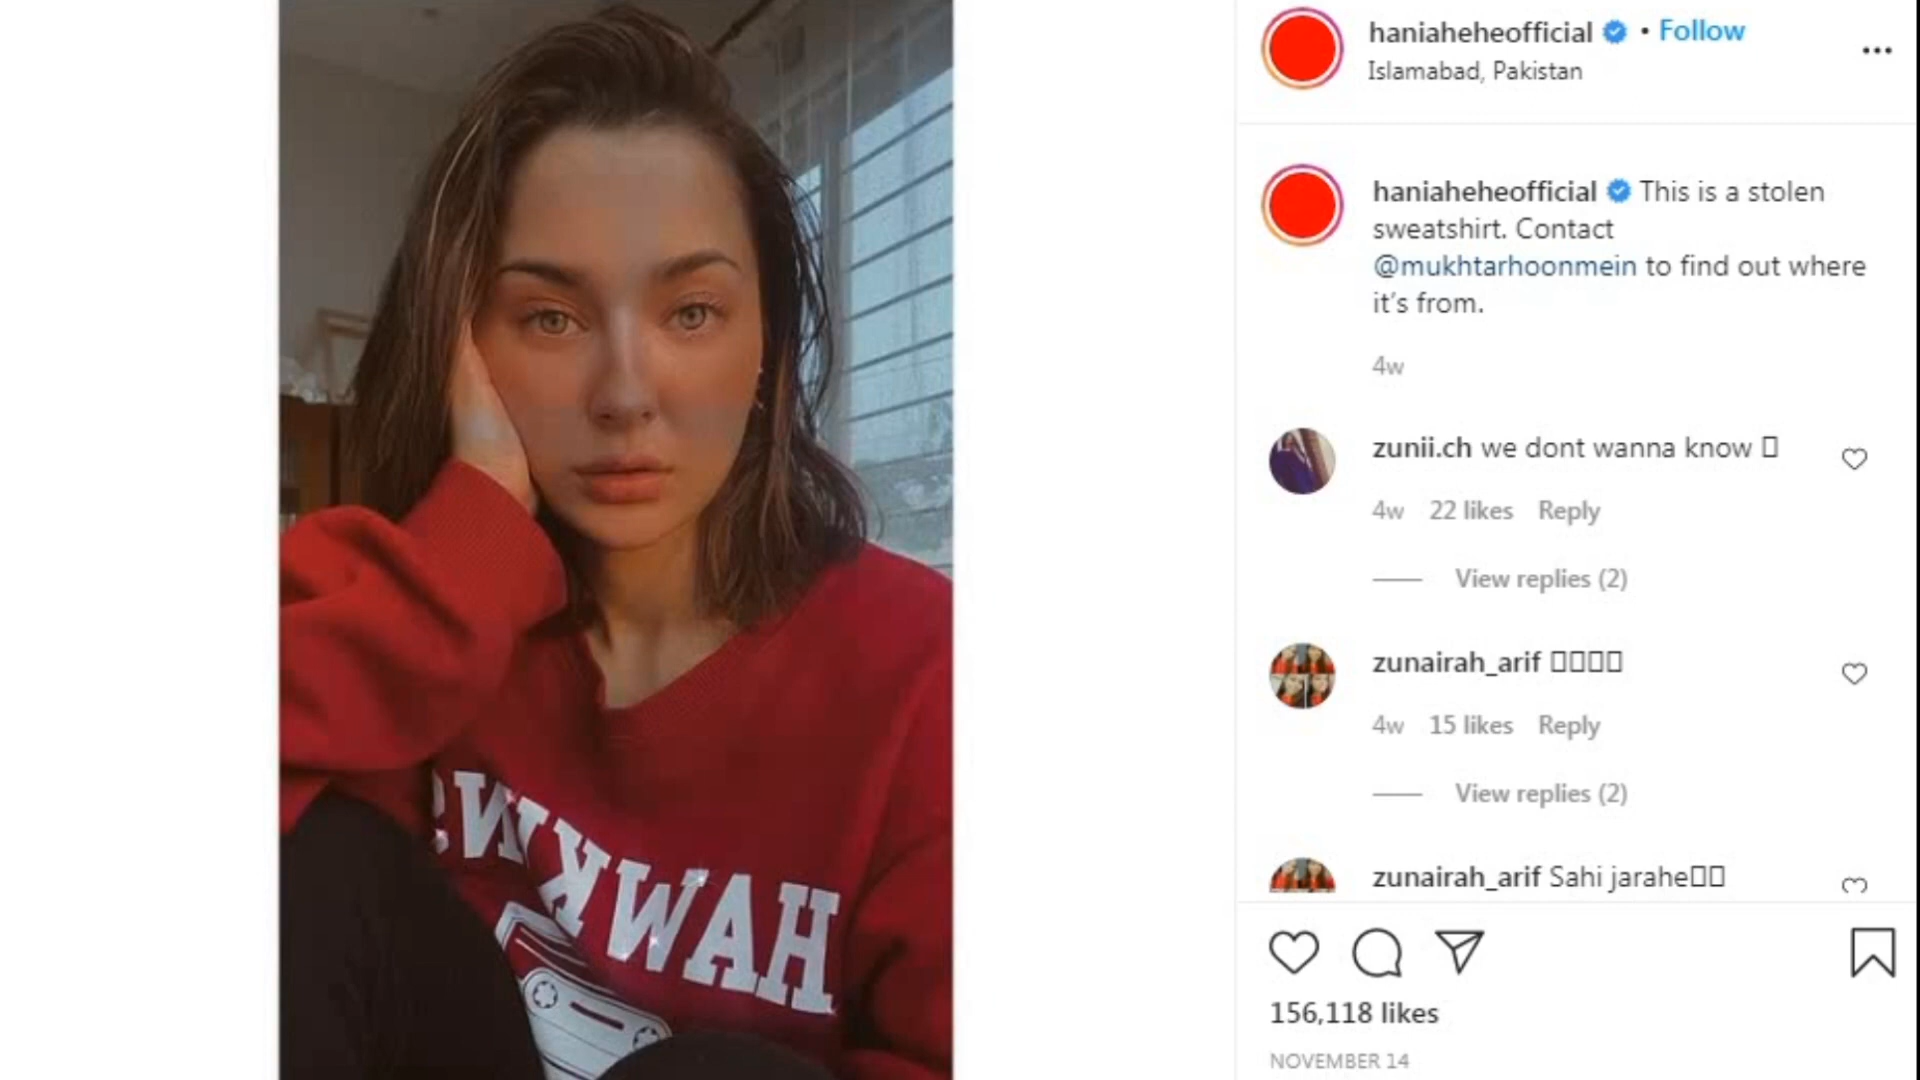 haniaheheofficial • Follow
Islamabad, Pakistan
haniaheheofficial This is a stolen
sweatshirt. Contact
@mukhtarhoonmein to find out where
it's from.
4w
zunii.ch we dont wanna know
4w 22 likes Reply
View replies (2)
zunairah_arif
4w 15 likes Reply
View replies (2)
zunairah_arif Sahi jarahe
156,118 likes
NOVEMBER 14